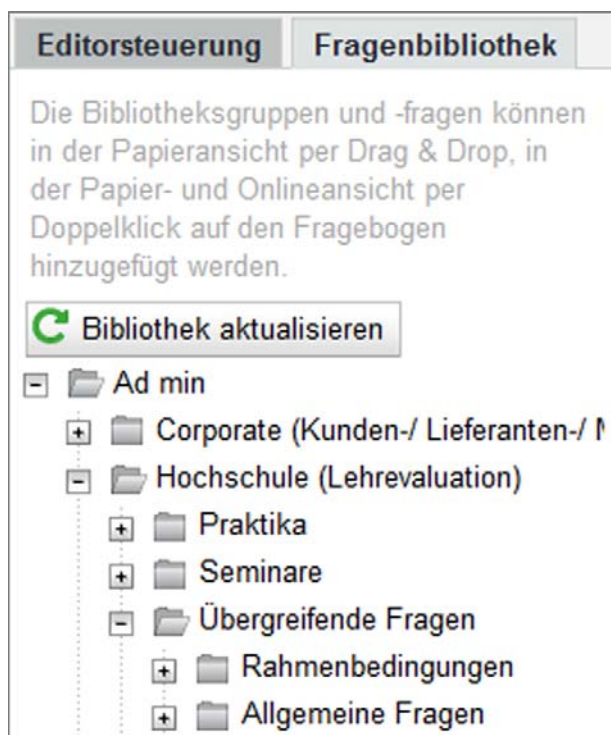 Editorsteuerung Fragenbibliothek
Die Bibliotheksgruppen und -fragen können
in der Papieransicht per Drag & Drop, in
der Papier- und Onlineansicht per
Doppelklick auf den Fragebogen
hinzugefügt werden.
Bibliothek aktualisieren
Ad min
Corporate (Kunden-/ Lieferanten-/
Hochschule (Lehrevaluation)
Praktika
Seminare
Übergreifende Fragen
Rahmenbedingungen
Allgemeine Fragen